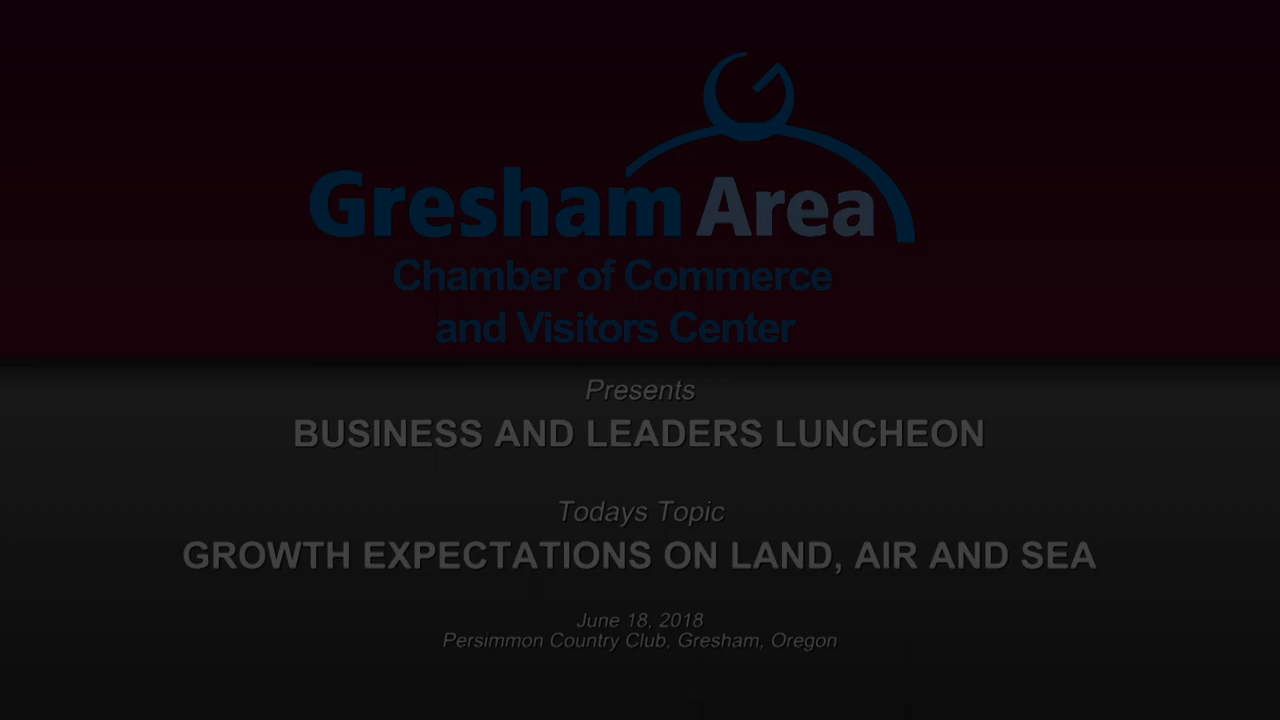 Gresham Area
Chamber of Commerce
and Visitors Center
Presents
BUSINESS AND LEADERS LUNCHEON
Todays Topic
GROWTH EXPECTATIONS ON LAND, AIR AND SEA
June 18, 2018
Persimmon Country Club, Gresham, Oregon